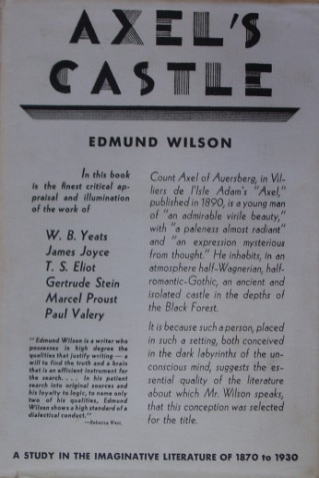 AXEL'S
CASTLE
EDMUND WILSON
In this book
is the finest critical ap-
praisal and illumination
of the work of
W. B. Yeats
James Joyce
T. S. Eliot
Gertrude Stein
Marcel Proust
Paul Valery
"Edmund Wilson is a writer who
possesses in high degree the
qualities that justify writing — a
will to find the truth and a brain
that is an efficient instrument for
the search. . . . In his patient
search into original sources and
his loyalty to logic, to name only
two of his qualities, Edmund
Wilson shows a high standard of a
dialectical conduct."
—Rebecca West.
Count Axel of Auersberg, in Vil-
liers de l'Isle Adam's "Axel,"
published in 1890, is a young man
of "an admirable virile beauty,"
with "a paleness almost radiant"
and "an expression mysterious
from thought." He inhabits, in an
atmosphere half-Wagnerian, half-
romantic-Gothic, an ancient and
isolated castle in the depths of
the Black Forest.
It is because such a person, placed
in such a setting, both conceived
in the dark labyrinths of the un-
conscious mind, suggests the es-
sential quality of the literature
about which Mr. Wilson speaks,
that this conception was selected
for the title.
A STUDY IN THE IMAGINATIVE LITERATURE OF 1870 to 1930